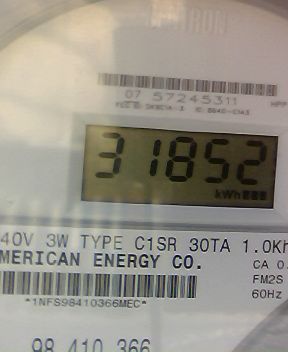 ITRON
07 57245311
31852
kWh
40V 3W TYPE C1SR 30TA 1.0Kh
MERICAN ENERGY CO.
CA 0.
FM2S
*1NFS98410366MEC*
60Hz
98 410 366